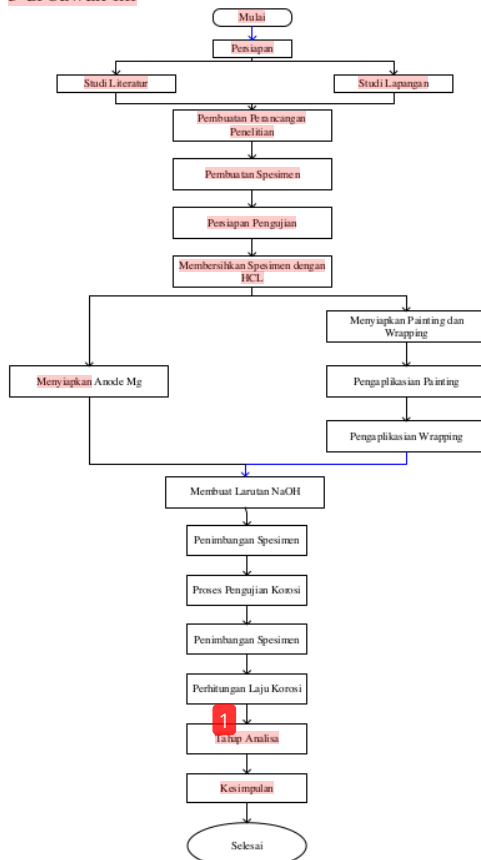 Mulai
Persiapan
Studi Literatur
Studi Lapangan
Pembuatan Perancangan
Penelitian
Pembuatan Spesimen
Persiapan Pengujian
Membersihkan Spesimen dengan
HCL
Menyiapkan Painting dan
Wrapping
Menyiapkan Anode Mg
Pengaplikasian Painting
Pengaplikasian Wrapping
Membuat Larutan NaOH
Penimbangan Spesimen
Proses Pengujian Korosi
Penimbangan Spesimen
Perhitungan Laju Korosi
1
Tahap Analisa
Kesimpulan
Selesai